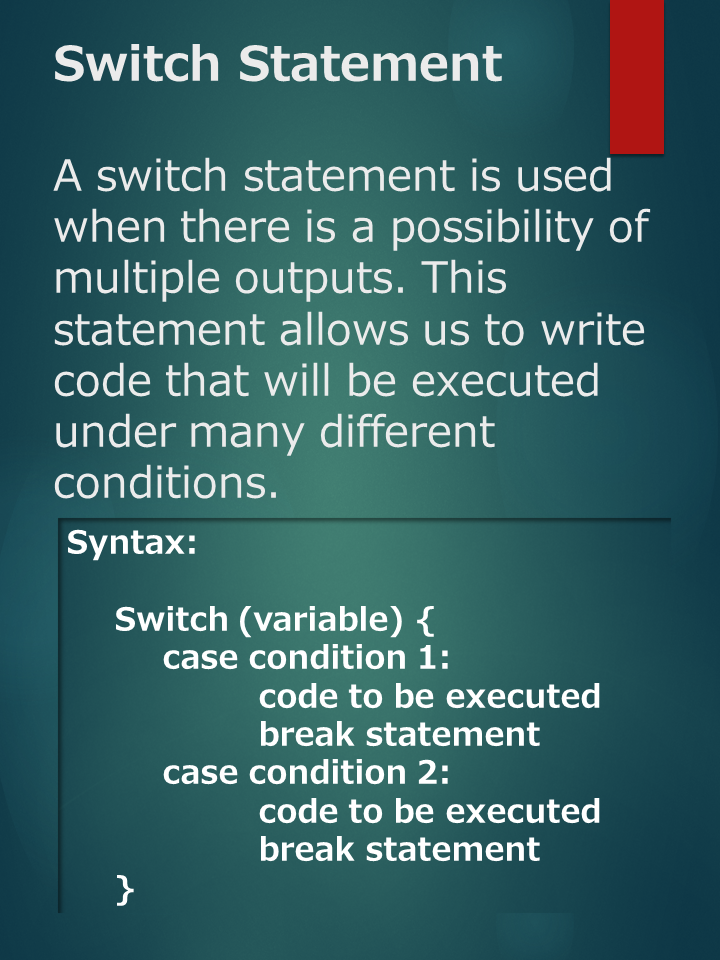 Switch Statement
A switch statement is used
when there is a possibility of
multiple outputs. This
statement allows us to write
code that will be executed
under many different
conditions.
Syntax:
Switch (variable) {
case condition 1:
code to be executed
break statement
case condition 2:
code to be executed
break statement
}